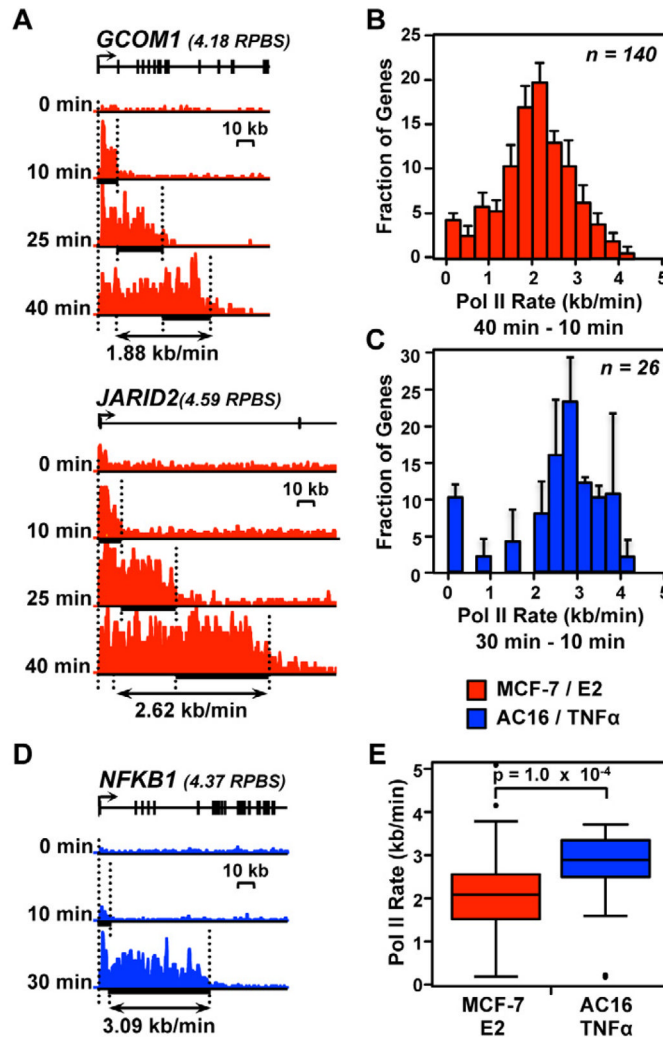 A
GCOM1 (4.18 RPBS)
0 min
10 kb
10 min
25 min
40 min
1.88 kb/min
JARID2(4.59 RPBS)
0 min
10 kb
10 min
25 min
40 min
2.62 kb/min
B
n = 140
Fraction of Genes
25
20
15
10
5
0
0 1 2 3 4 5
Pol II Rate (kb/min)
40 min - 10 min
C
n = 26
Fraction of Genes
30
25
20
15
10
5
0
0 1 2 3 4 5
Pol II Rate (kb/min)
30 min - 10 min
MCF-7 / E2
AC16 / TNFα
D
NFKB1 (4.37 RPBS)
0 min
10 kb
10 min
30 min
3.09 kb/min
E
p = 1.0 x 10-4
Pol II Rate (kb/min)
5
4
3
2
1
0
MCF-7
E2
AC16
TNFα